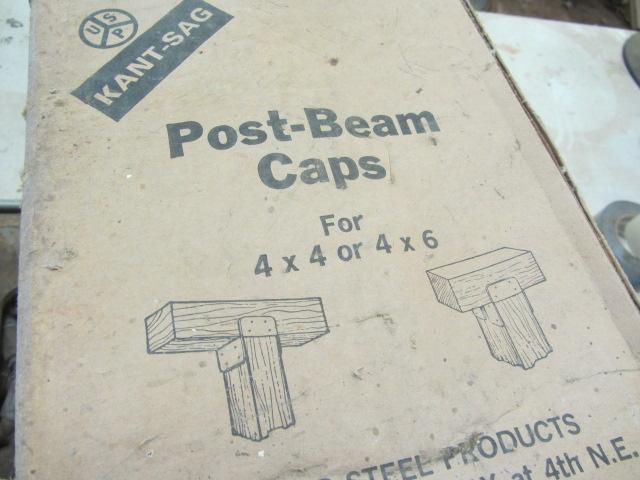 USP
KANT-SAG
Post-Beam
Caps
For
4 x 4 or 4 x 6
STEEL PRODUCTS
at 4th N.E.